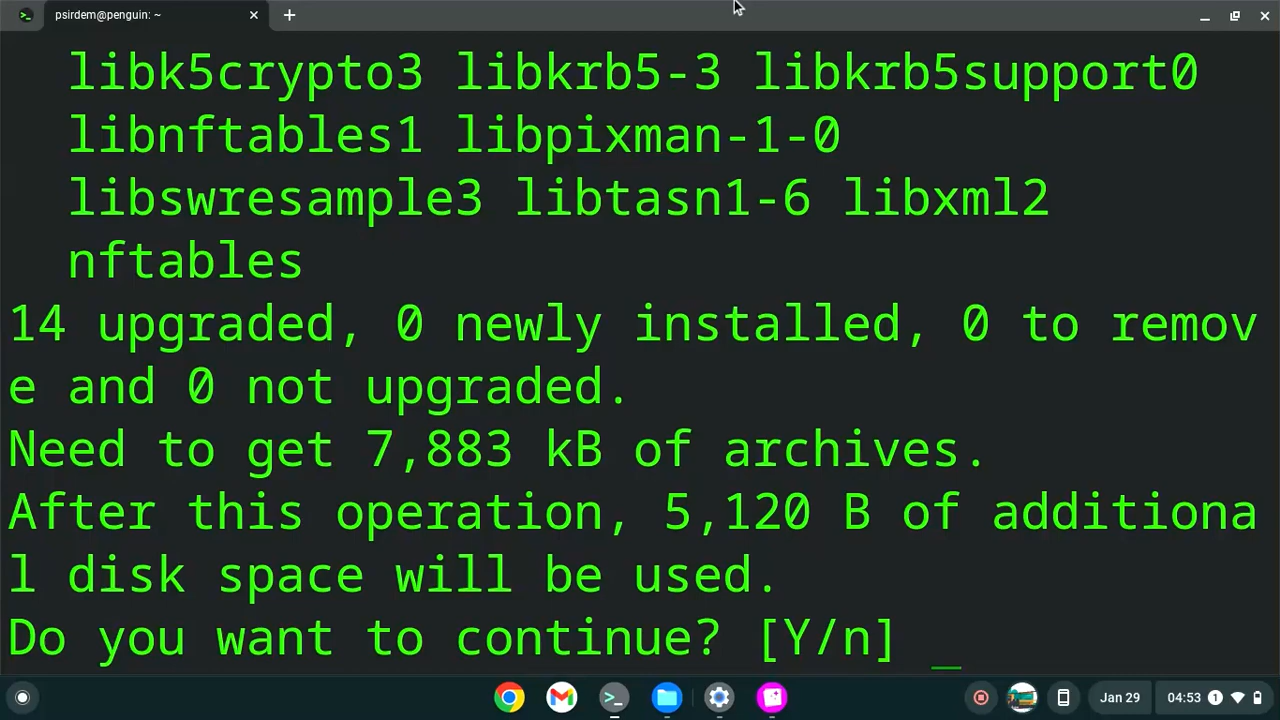 psirdem@penguin: ~
libk5crypto3 libkrb5-3 libkrb5support0
libnftables1 libpixman-1-0
libswresample3 libtasn1-6 libxml2
nftables
14 upgraded, 0 newly installed, 0 to remov
e and 0 not upgraded.
Need to get 7,883 kB of archives.
After this operation, 5,120 B of additiona
l disk space will be used.
Do you want to continue? [Y/n] _
Jan 29 04:53 1